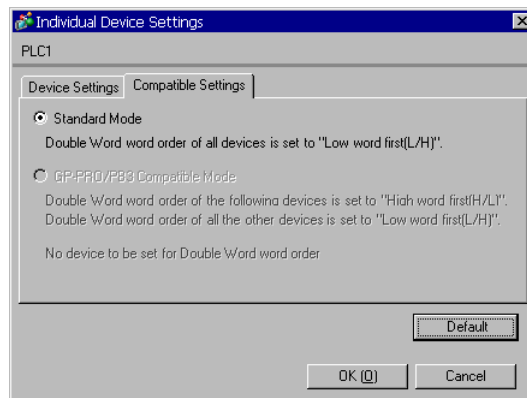 Individual Device Settings
PLC1
Device Settings
Compatible Settings
Standard Mode
Double Word word order of all devices is set to "Low word first(L/H)".
GP-PRO/PB3 Compatible Mode
Double Word word order of the following devices is set to "High word first(H/L)".
Double Word word order of all the other devices is set to "Low word first(L/H)".
No device to be set for Double Word word order
Default
OK (O)
Cancel